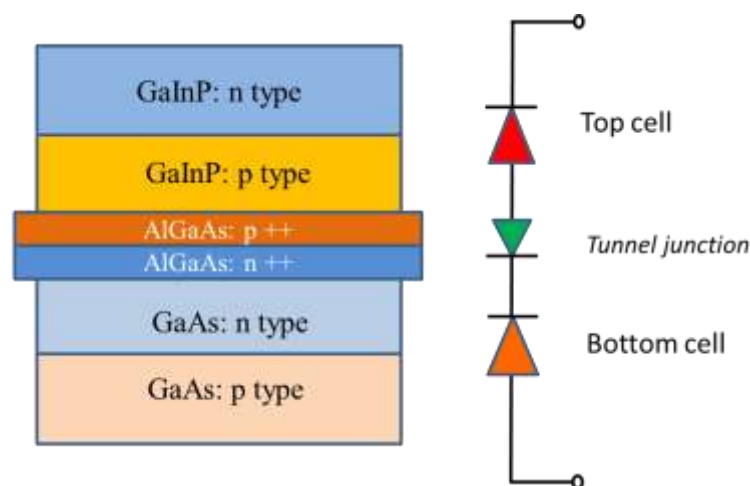 GaInP: n type
GaInP: p type
AlGaAs: p ++
AlGaAs: n ++
GaAs: n type
GaAs: p type
Top cell
Tunnel junction
Bottom cell